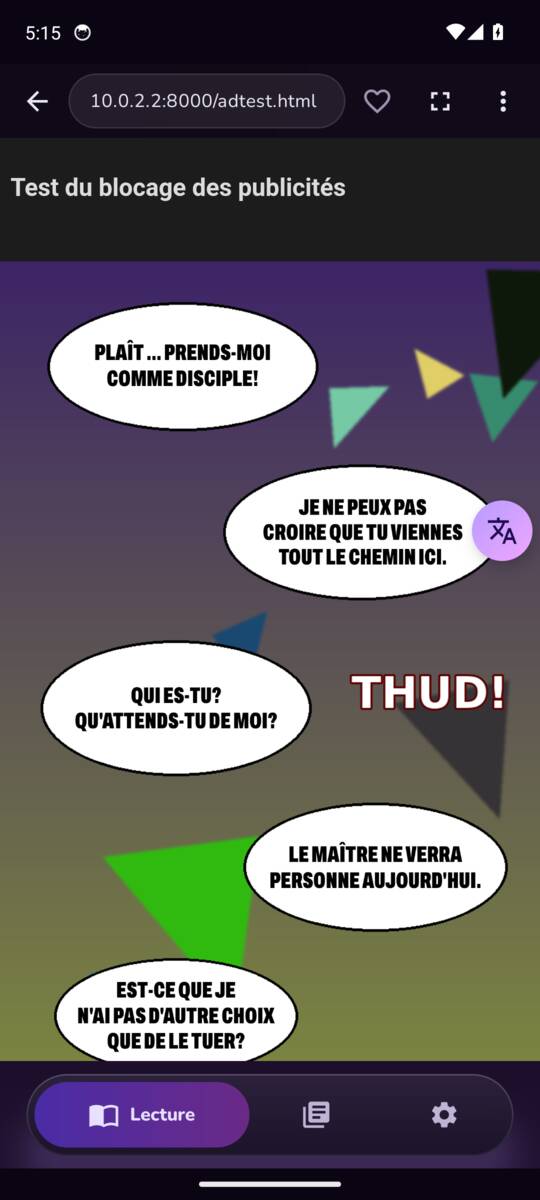 5:15
10.0.2.2:8000/adtest.html
Test du blocage des publicités
PLAÎT ... PRENDS-MOI
COMME DISCIPLE!
JE NE PEUX PAS
CROIRE QUE TU VIENNES
TOUT LE CHEMIN ICI.
QUI ES-TU?
QU'ATTENDS-TU DE MOI?
THUD!
LE MAÎTRE NE VERRA
PERSONNE AUJOURD'HUI.
EST-CE QUE JE
N'AI PAS D'AUTRE CHOIX
QUE DE LE TUER?
Lecture